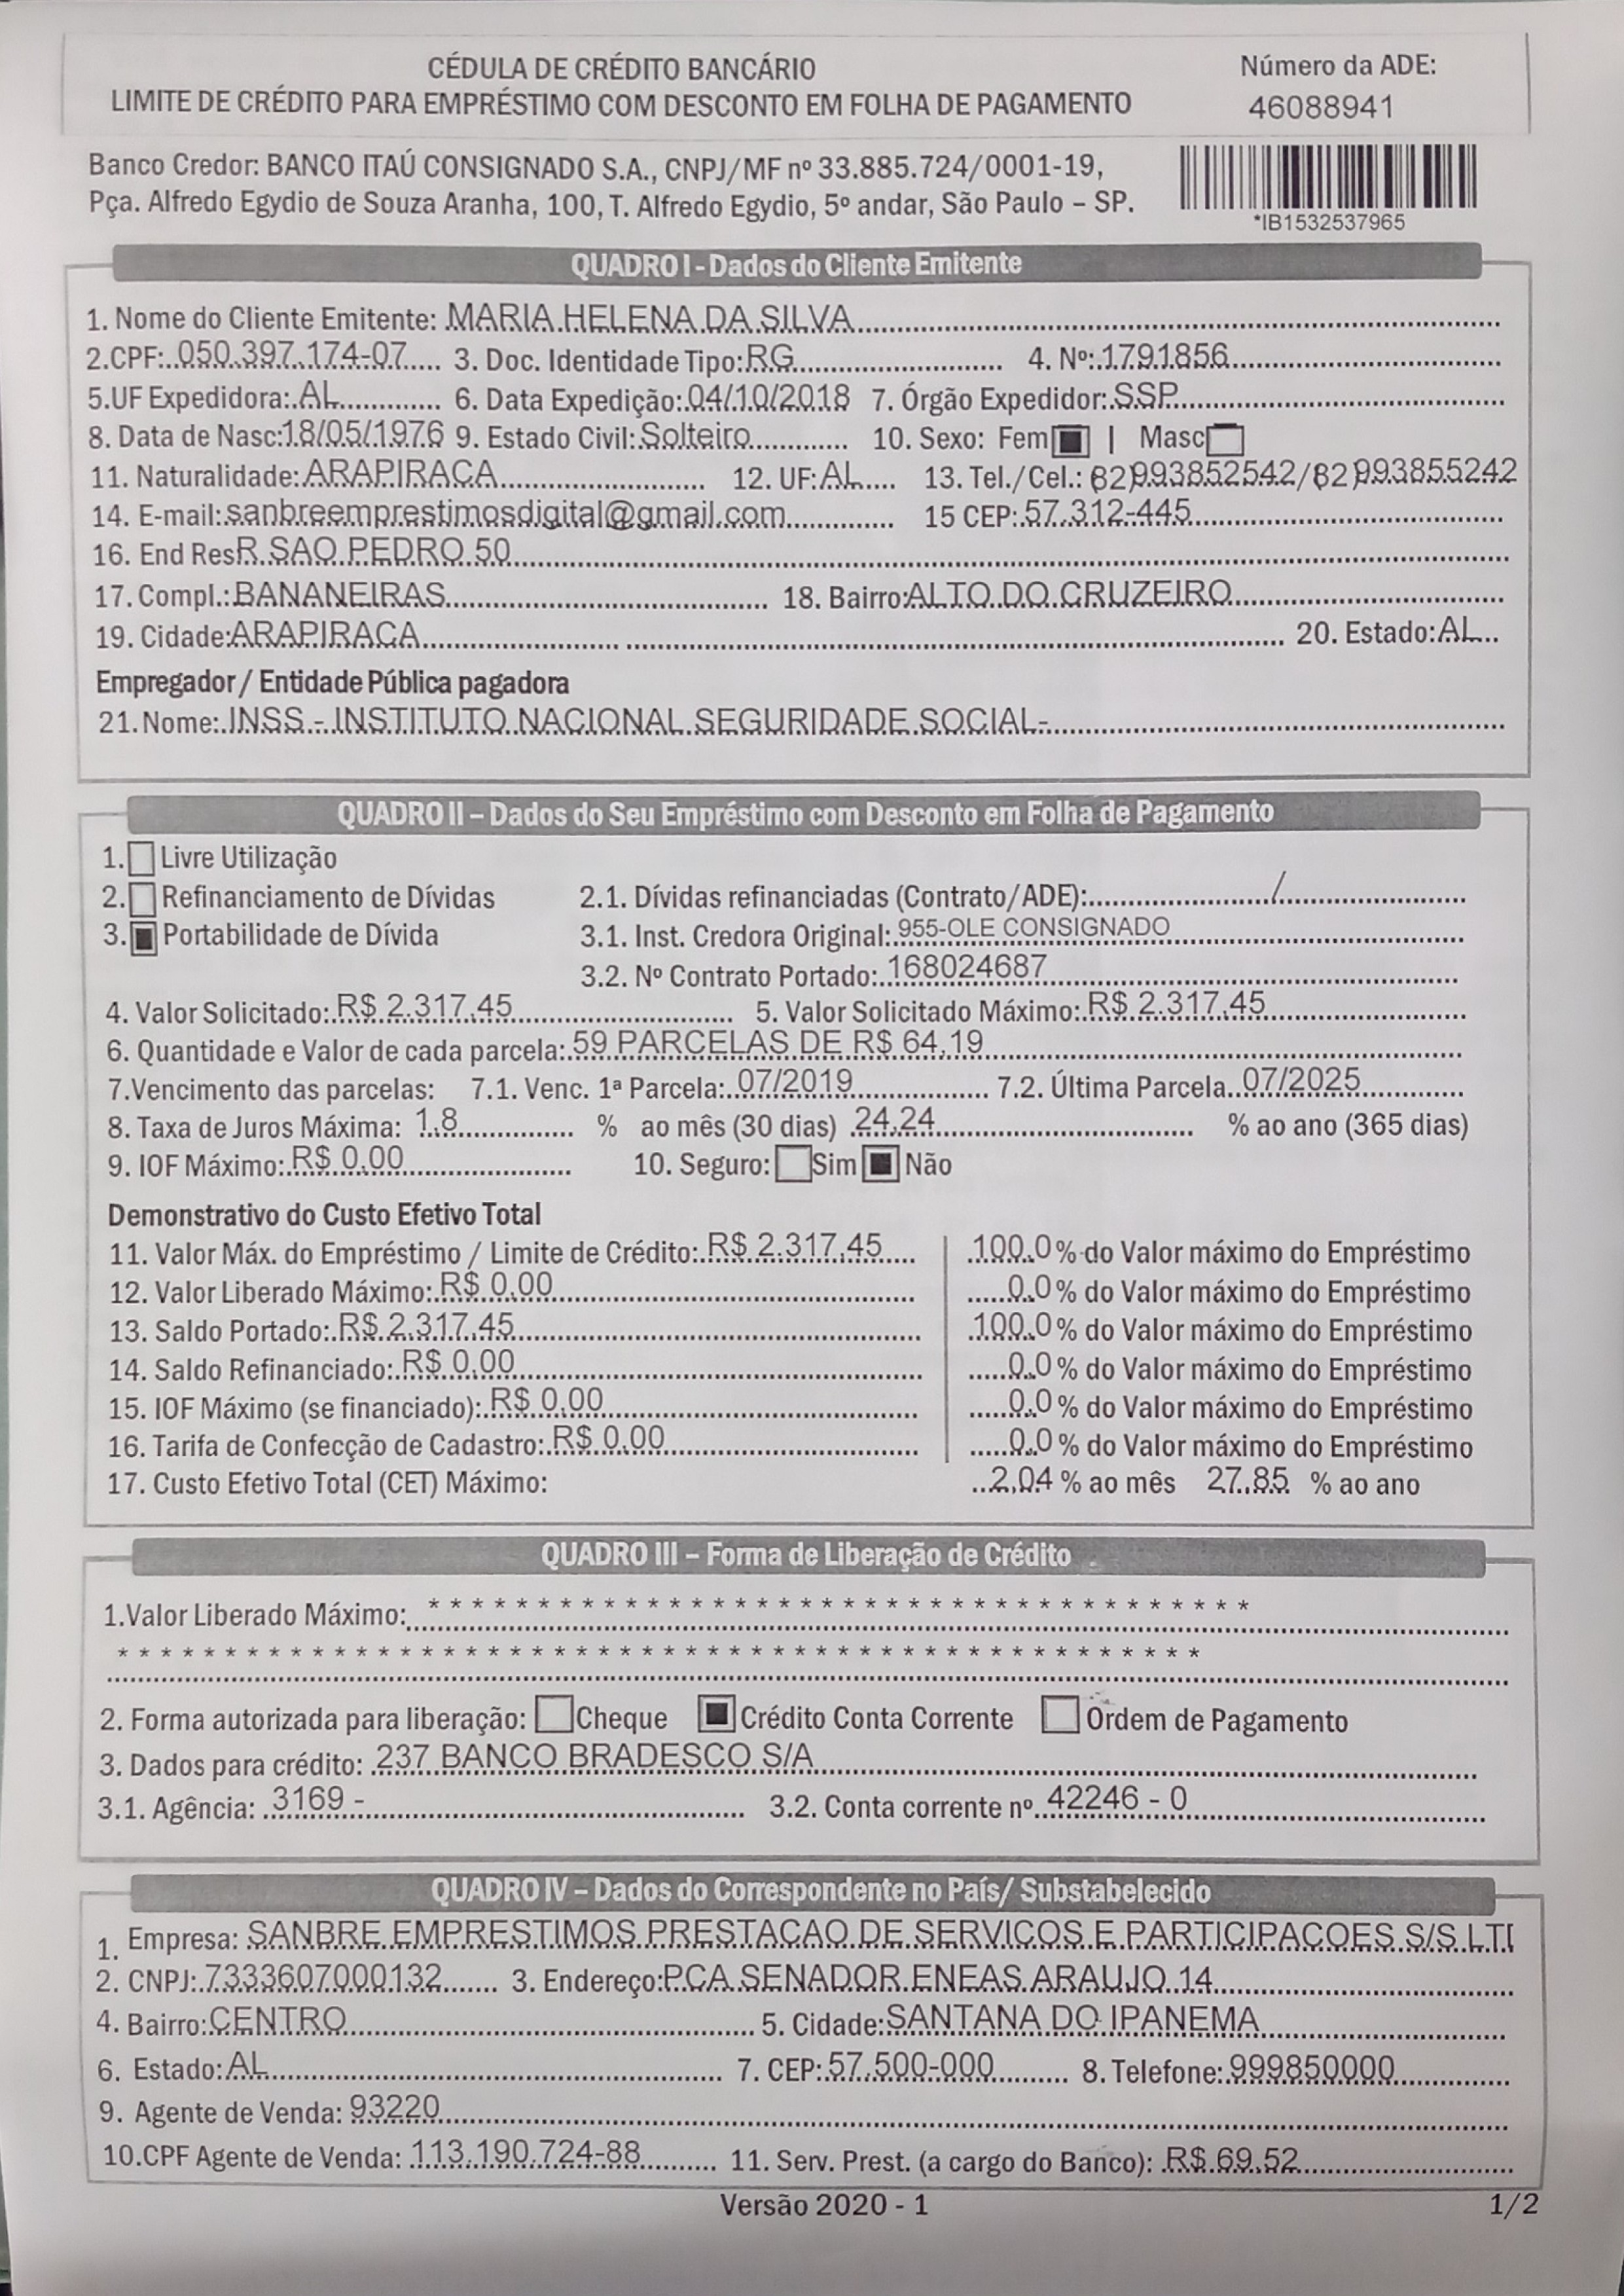 CÉDULA DE CRÉDITO BANCÁRIO
LIMITE DE CRÉDITO PARA EMPRÉSTIMO COM DESCONTO EM FOLHA DE PAGAMENTO
Número da ADE:
46088941
Banco Credor: BANCO ITAÚ CONSIGNADO S.A., CNPJ/MF nº 33.885.724/0001-19,
Pça. Alfredo Egydio de Souza Aranha, 100, T. Alfredo Egydio, 5º andar, São Paulo – SP.
*IB1532537965
QUADRO I - Dados do Cliente Emitente
1. Nome do Cliente Emitente: MARIA HELENA DA SILVA
2.CPF: 050.397.174-07 3. Doc. Identidade Tipo: RG 4. Nº: 1791856
5.UF Expedidora: AL 6. Data Expedição: 04/10/2018 7. Órgão Expedidor: SSP
8. Data de Nasc: 18/05/1976 9. Estado Civil: Solteiro 10. Sexo: Fem | Masc
11. Naturalidade: ARAPIRACA 12. UF: AL 13. Tel./Cel.: 82)993852542/82)993855242
14. E-mail: sanbreemprestimosdigital@gmail.com 15 CEP: 57.312-445
16. End Res R SAO PEDRO 50
17. Compl.: BANANEIRAS 18. Bairro: ALTO DO CRUZEIRO
19. Cidade: ARAPIRACA 20. Estado: AL
Empregador / Entidade Pública pagadora
21. Nome: INSS - INSTITUTO NACIONAL SEGURIDADE SOCIAL-
QUADRO II – Dados do Seu Empréstimo com Desconto em Folha de Pagamento
1. Livre Utilização
2. Refinanciamento de Dívidas 2.1. Dívidas refinanciadas (Contrato/ADE): /
3. Portabilidade de Dívida 3.1. Inst. Credora Original: 955-OLE CONSIGNADO
3.2. Nº Contrato Portado: 168024687
4. Valor Solicitado: R$ 2.317,45 5. Valor Solicitado Máximo: R$ 2.317,45
6. Quantidade e Valor de cada parcela: 59 PARCELAS DE R$ 64,19
7.Vencimento das parcelas: 7.1. Venc. 1ª Parcela: 07/2019 7.2. Última Parcela 07/2025
8. Taxa de Juros Máxima: 1,8 % ao mês (30 dias) 24,24 % ao ano (365 dias)
9. IOF Máximo: R$ 0,00 10. Seguro: Sim Não
Demonstrativo do Custo Efetivo Total
11. Valor Máx. do Empréstimo / Limite de Crédito: R$ 2.317,45 100.0 % do Valor máximo do Empréstimo
12. Valor Liberado Máximo: R$ 0,00 0.0 % do Valor máximo do Empréstimo
13. Saldo Portado: R$ 2.317,45 100.0 % do Valor máximo do Empréstimo
14. Saldo Refinanciado: R$ 0,00 0.0 % do Valor máximo do Empréstimo
15. IOF Máximo (se financiado): R$ 0,00 0.0 % do Valor máximo do Empréstimo
16. Tarifa de Confecção de Cadastro: R$ 0,00 0.0 % do Valor máximo do Empréstimo
17. Custo Efetivo Total (CET) Máximo: 2,04 % ao mês 27,85 % ao ano
QUADRO III – Forma de Liberação de Crédito
1.Valor Liberado Máximo: * * * * * * * * * * * * * * * * * * * * * * * * * * * * * * * * * * * * * *
* * * * * * * * * * * * * * * * * * * * * * * * * * * * * * * * * * * * * * * * * * * * * * * * * *
2. Forma autorizada para liberação: Cheque Crédito Conta Corrente Ordem de Pagamento
3. Dados para crédito: 237 BANCO BRADESCO S/A
3.1. Agência: 3169 - 3.2. Conta corrente nº 42246 - 0
QUADRO IV – Dados do Correspondente no País/ Substabelecido
1. Empresa: SANBRE EMPRESTIMOS PRESTACAO DE SERVICOS E PARTICIPACOES S/S LTI
2. CNPJ: 7333607000132 3. Endereço: PCA SENADOR ENEAS ARAUJO 14
4. Bairro: CENTRO 5. Cidade: SANTANA DO IPANEMA
6. Estado: AL 7. CEP: 57.500-000 8. Telefone: 999850000
9. Agente de Venda: 93220
10.CPF Agente de Venda: 113.190.724-88 11. Serv. Prest. (a cargo do Banco): R$ 69,52
Versão 2020 - 1
1/2